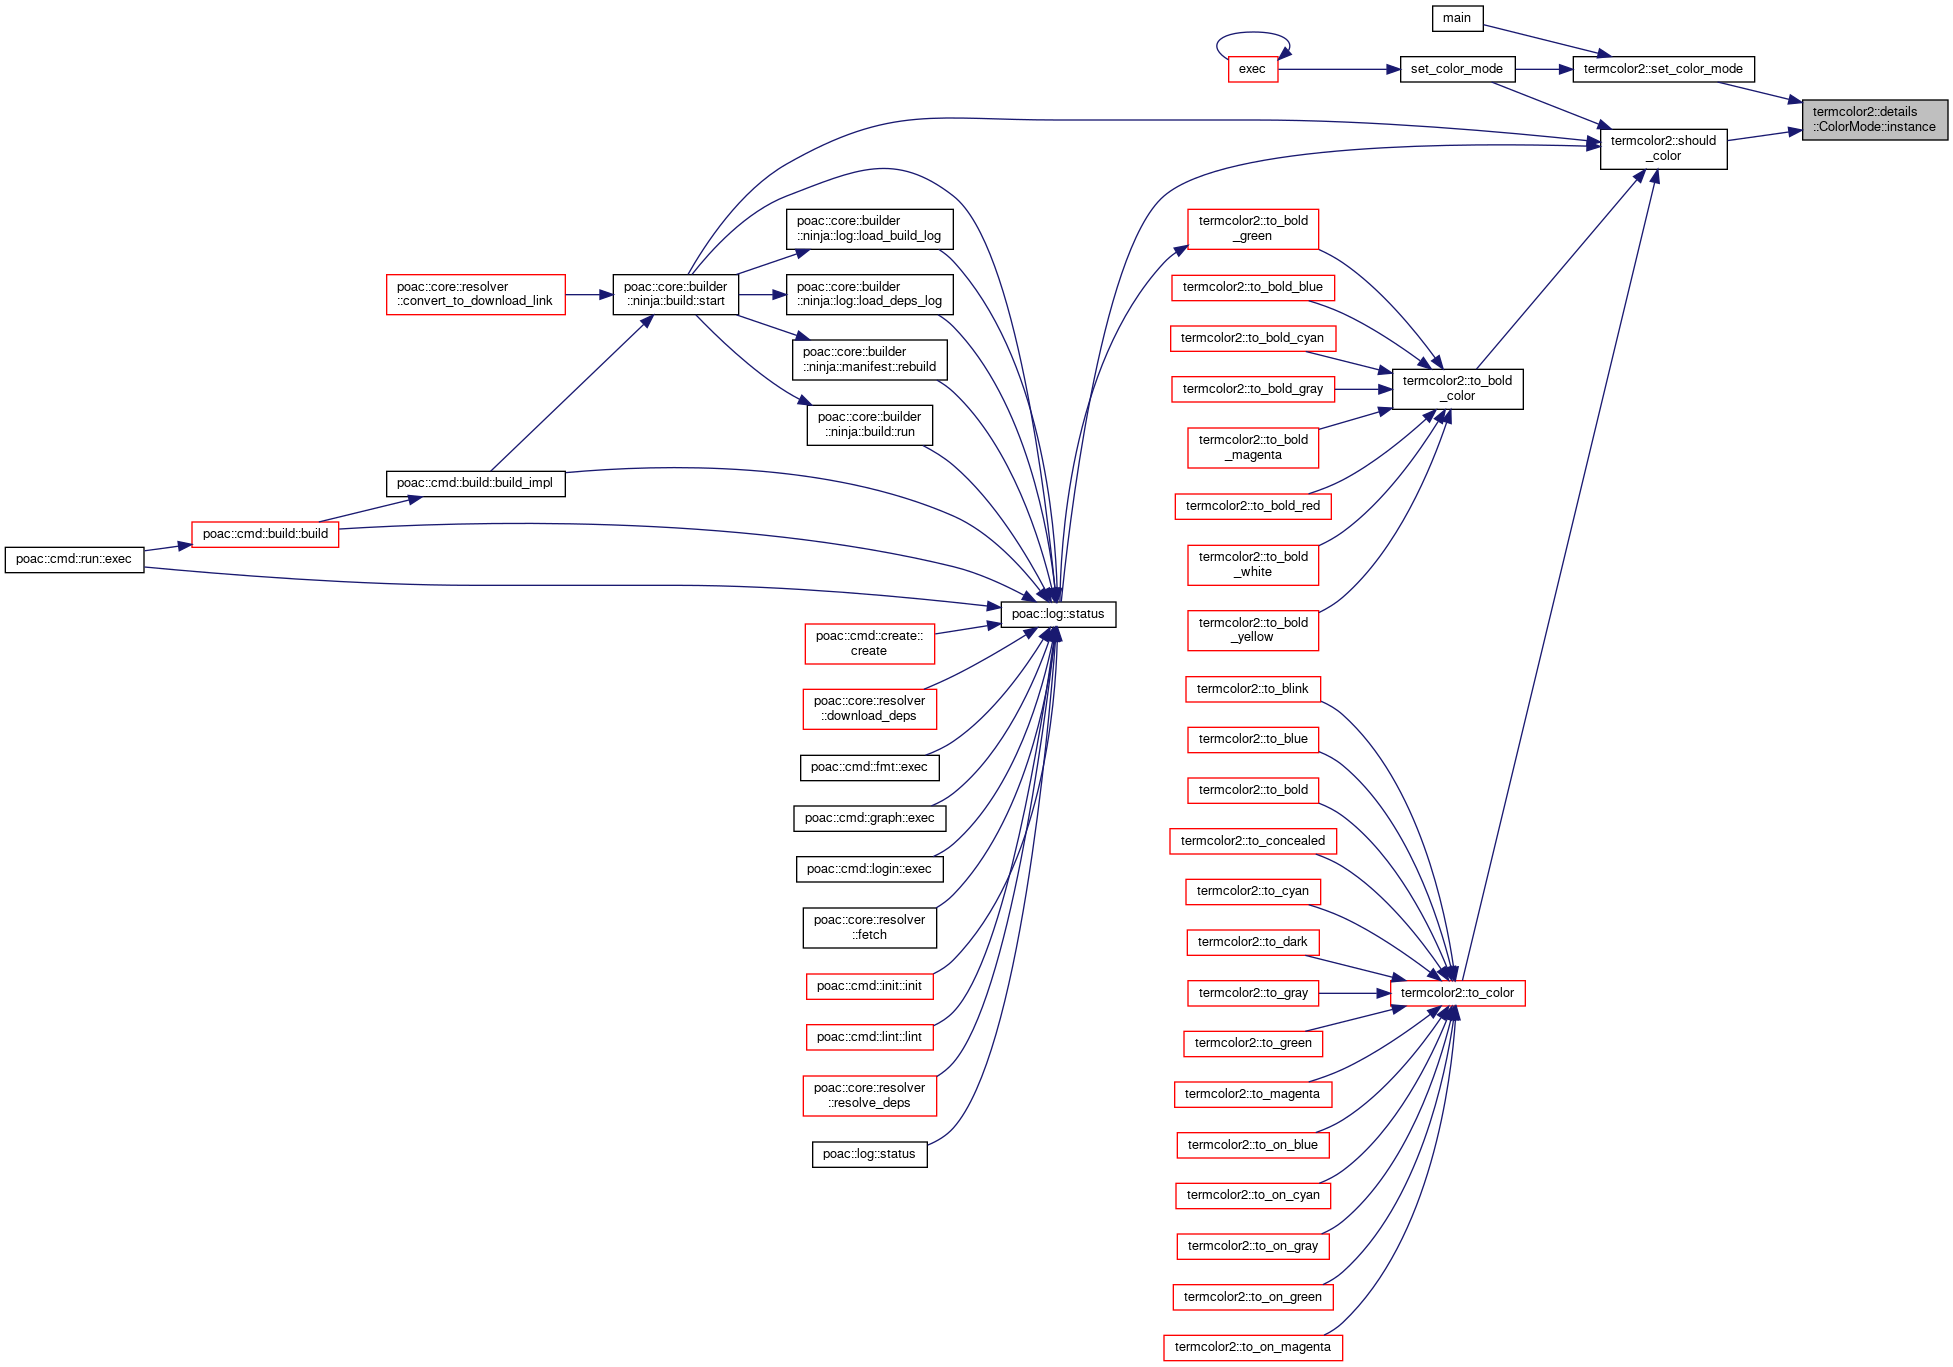 main
exec
set_color_mode
termcolor2::set_color_mode
termcolor2::details
::ColorMode::instance
termcolor2::should
_color
poac::core::builder
::ninja::log::load_build_log
termcolor2::to_bold
_green
poac::core::resolver
::convert_to_download_link
poac::core::builder
::ninja::build::start
poac::core::builder
::ninja::log::load_deps_log
termcolor2::to_bold_blue
termcolor2::to_bold_cyan
poac::core::builder
::ninja::manifest::rebuild
termcolor2::to_bold_gray
termcolor2::to_bold
_color
poac::core::builder
::ninja::build::run
termcolor2::to_bold
_magenta
poac::cmd::build::build_impl
termcolor2::to_bold_red
poac::cmd::build::build
poac::cmd::run::exec
termcolor2::to_bold
_white
poac::log::status
termcolor2::to_bold
_yellow
poac::cmd::create::
create
termcolor2::to_blink
poac::core::resolver
::download_deps
termcolor2::to_blue
poac::cmd::fmt::exec
termcolor2::to_bold
poac::cmd::graph::exec
termcolor2::to_concealed
poac::cmd::login::exec
termcolor2::to_cyan
poac::core::resolver
::fetch
termcolor2::to_dark
poac::cmd::init::init
termcolor2::to_gray
termcolor2::to_color
poac::cmd::lint::lint
termcolor2::to_green
poac::core::resolver
::resolve_deps
termcolor2::to_magenta
poac::log::status
termcolor2::to_on_blue
termcolor2::to_on_cyan
termcolor2::to_on_gray
termcolor2::to_on_green
termcolor2::to_on_magenta